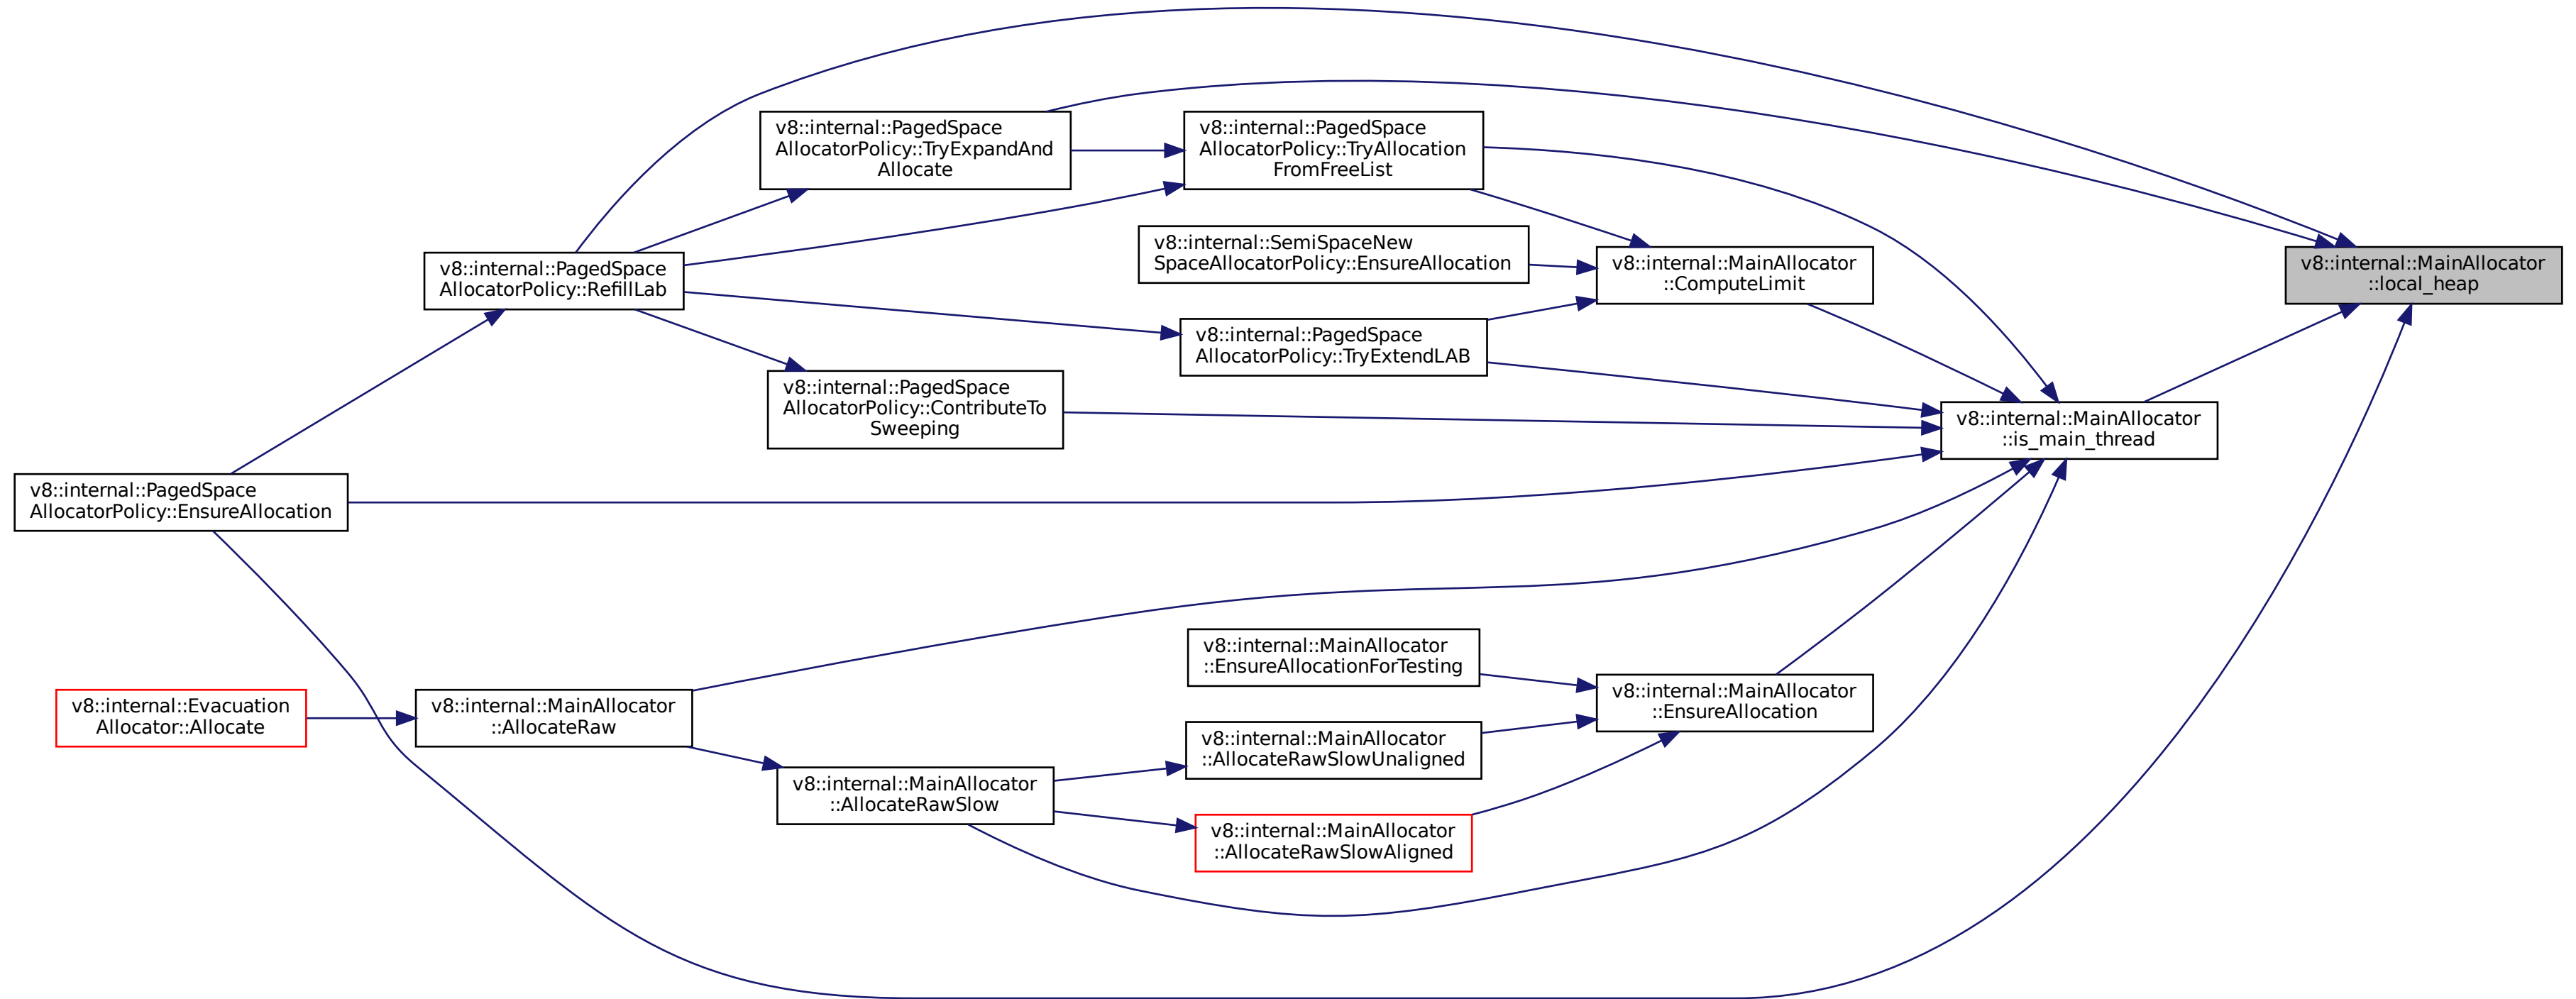 v8::internal::PagedSpace
AllocatorPolicy::TryExpandAnd
Allocate
v8::internal::PagedSpace
AllocatorPolicy::TryAllocation
FromFreeList
v8::internal::SemiSpaceNew
SpaceAllocatorPolicy::EnsureAllocation
v8::internal::MainAllocator
::ComputeLimit
v8::internal::MainAllocator
::local_heap
v8::internal::PagedSpace
AllocatorPolicy::RefillLab
v8::internal::PagedSpace
AllocatorPolicy::TryExtendLAB
v8::internal::PagedSpace
AllocatorPolicy::ContributeTo
Sweeping
v8::internal::MainAllocator
::is_main_thread
v8::internal::PagedSpace
AllocatorPolicy::EnsureAllocation
v8::internal::MainAllocator
::EnsureAllocationForTesting
v8::internal::MainAllocator
::EnsureAllocation
v8::internal::Evacuation
Allocator::Allocate
v8::internal::MainAllocator
::AllocateRaw
v8::internal::MainAllocator
::AllocateRawSlowUnaligned
v8::internal::MainAllocator
::AllocateRawSlow
v8::internal::MainAllocator
::AllocateRawSlowAligned